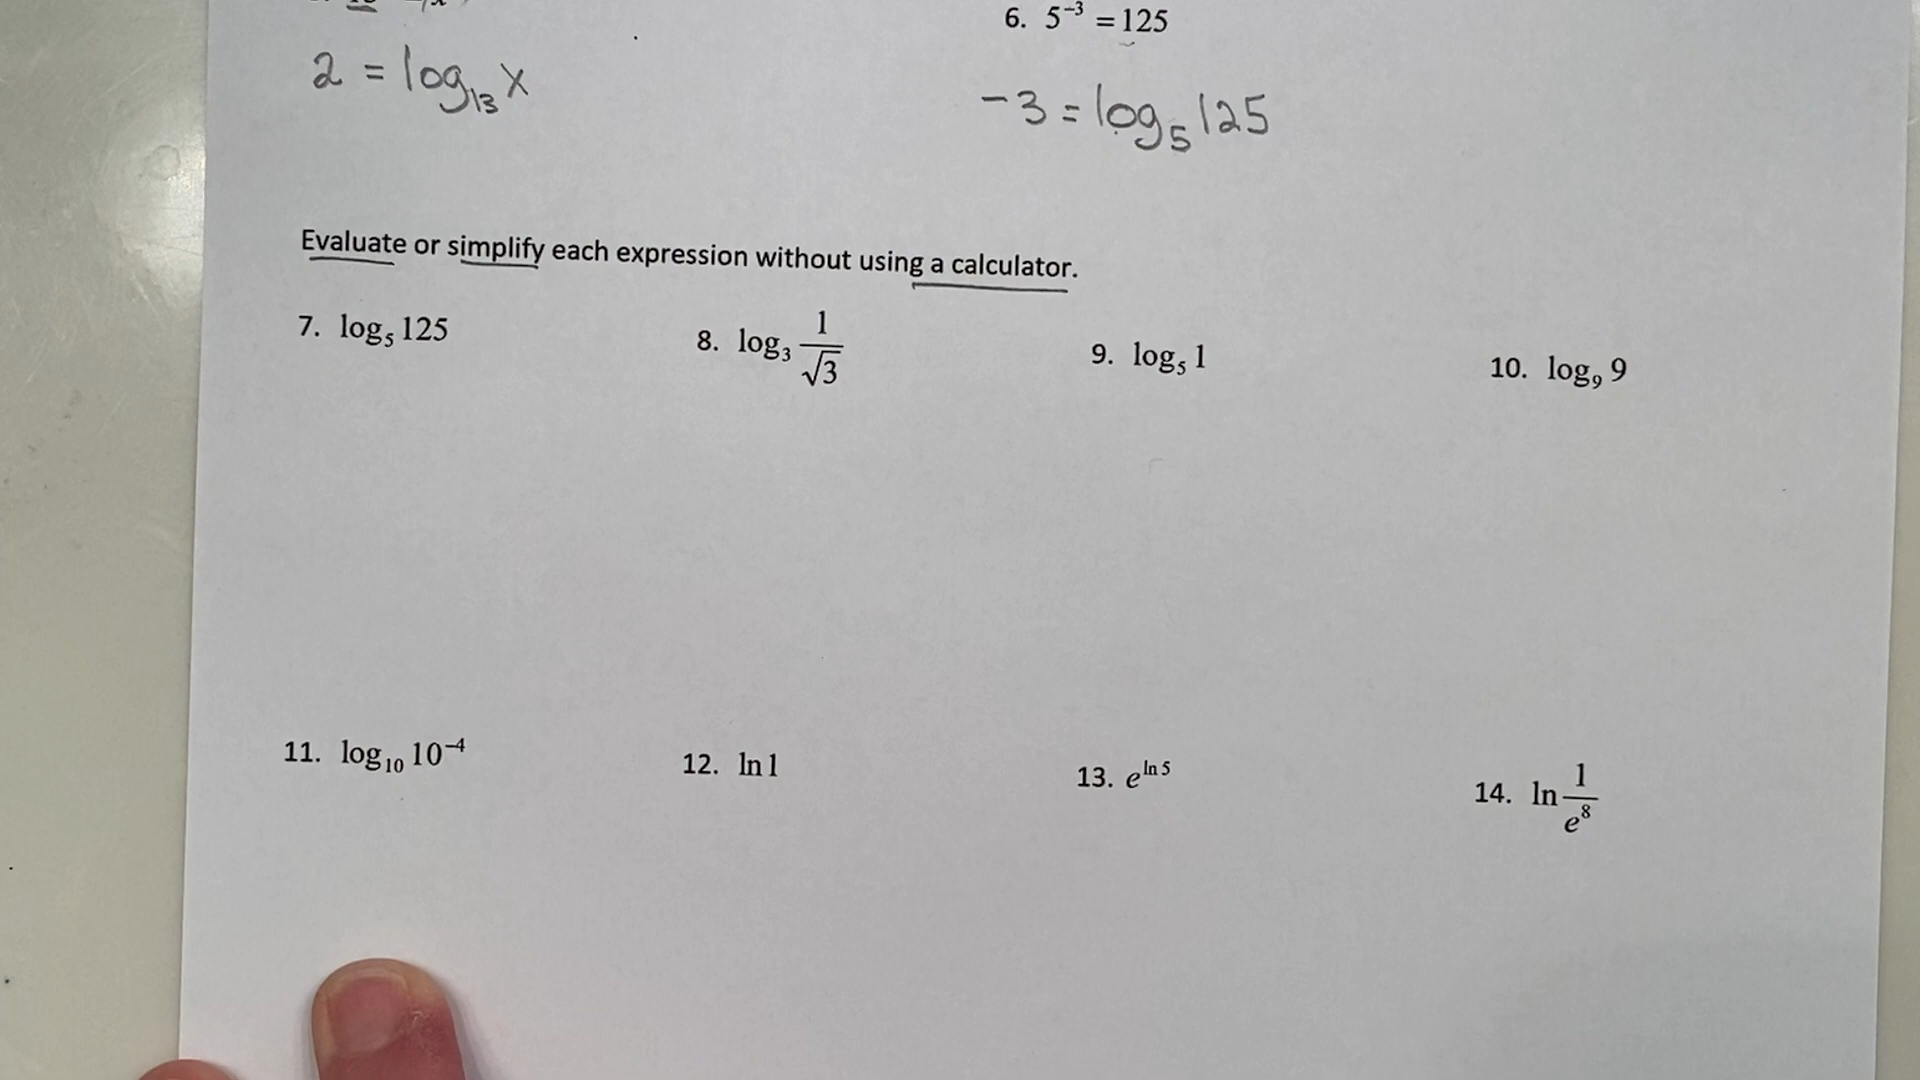 6. 5⁻³ = 125
2 = log₁₃ x
-3 = log₅ 125
Evaluate or simplify each expression without using a calculator.
7. log₅ 125
8. log₃ 1/√3
9. log₅ 1
10. log₉ 9
11. log₁₀ 10⁻⁴
12. ln 1
13. e^(ln 5)
14. ln 1/e⁸